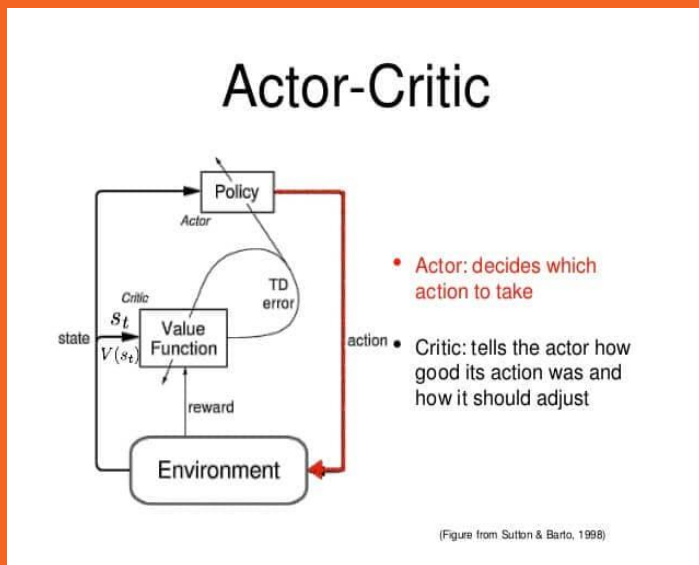 Actor-Critic
Policy
Actor
TD
error
Critic
St
state
V(st)
Value
Function
action
reward
Environment
• Actor: decides which
action to take
• Critic: tells the actor how
good its action was and
how it should adjust
(Figure from Sutton & Barto, 1998)